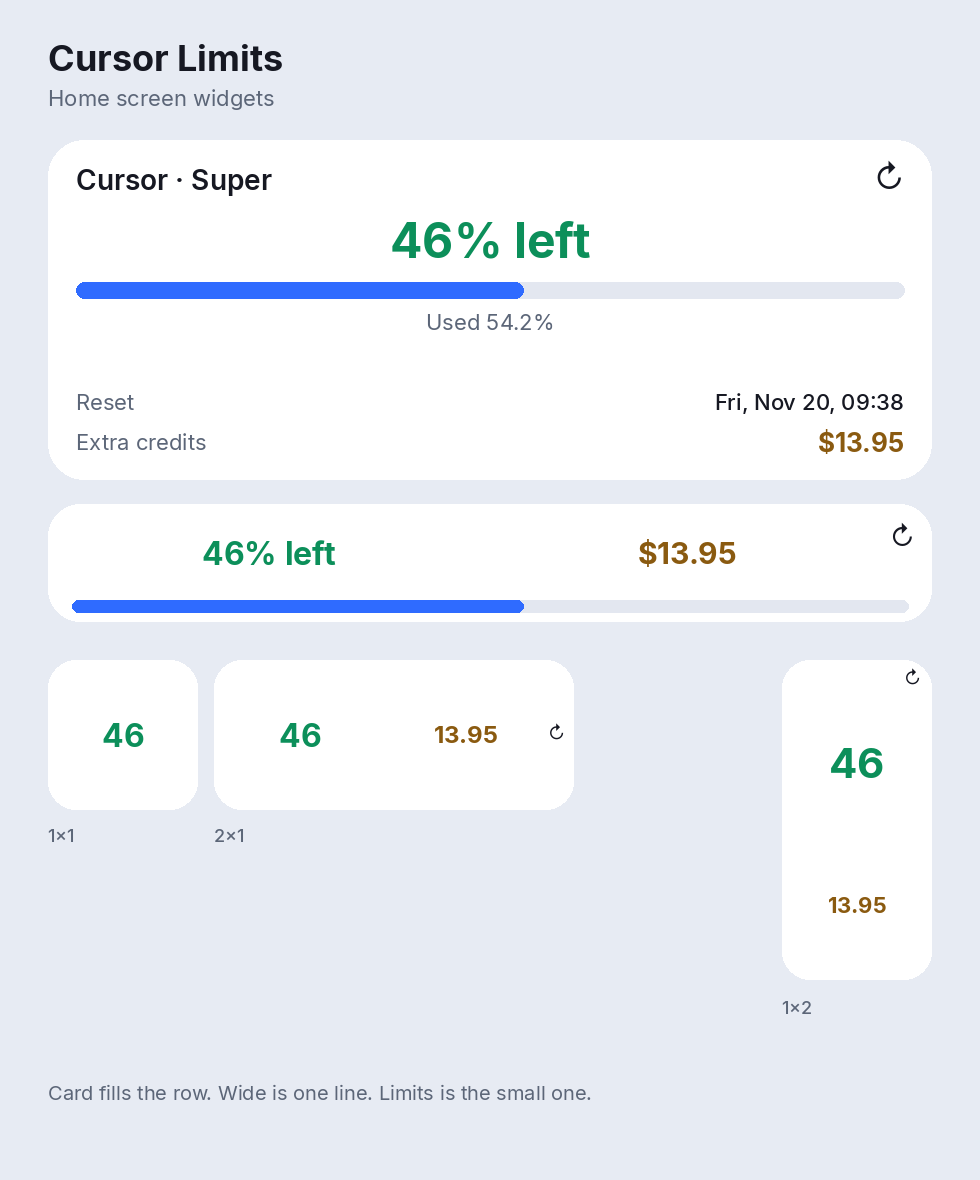 Cursor Limits
Home screen widgets
Cursor · Super
46% left
Used 54.2%
Reset Fri, Nov 20, 09:38
Extra credits $13.95
46% left $13.95
46
46 13.95
46
13.95
1×1
2×1
1×2
Card fills the row. Wide is one line. Limits is the small one.